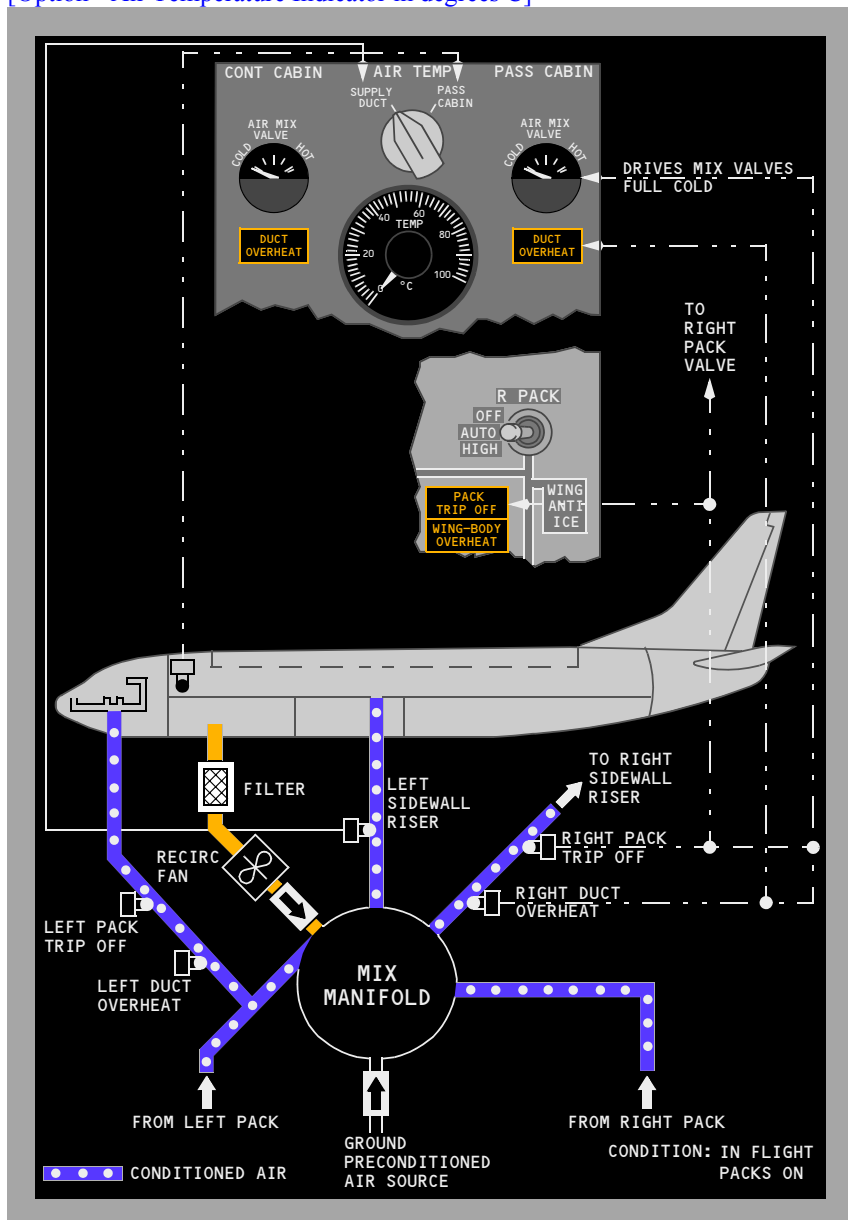 CONT CABIN
AIR TEMP
PASS CABIN
SUPPLY
DUCT
PASS
CABIN
AIR MIX
VALVE
COLD
HOT
AIR MIX
VALVE
COLD
HOT
DRIVES MIX VALVES
FULL COLD
DUCT
OVERHEAT
TEMP
0
20
40
60
80
100
°C
DUCT
OVERHEAT
TO
RIGHT
PACK
VALVE
R PACK
OFF
AUTO
HIGH
PACK
TRIP OFF
WING-BODY
OVERHEAT
WING
ANTI
ICE
FILTER
LEFT
SIDEWALL
RISER
TO RIGHT
SIDEWALL
RISER
RECIRC
FAN
RIGHT PACK
TRIP OFF
RIGHT DUCT
OVERHEAT
LEFT PACK
TRIP OFF
LEFT DUCT
OVERHEAT
MIX
MANIFOLD
FROM LEFT PACK
FROM RIGHT PACK
GROUND
PRECONDITIONED
AIR SOURCE
CONDITION: IN FLIGHT
PACKS ON
CONDITIONED AIR